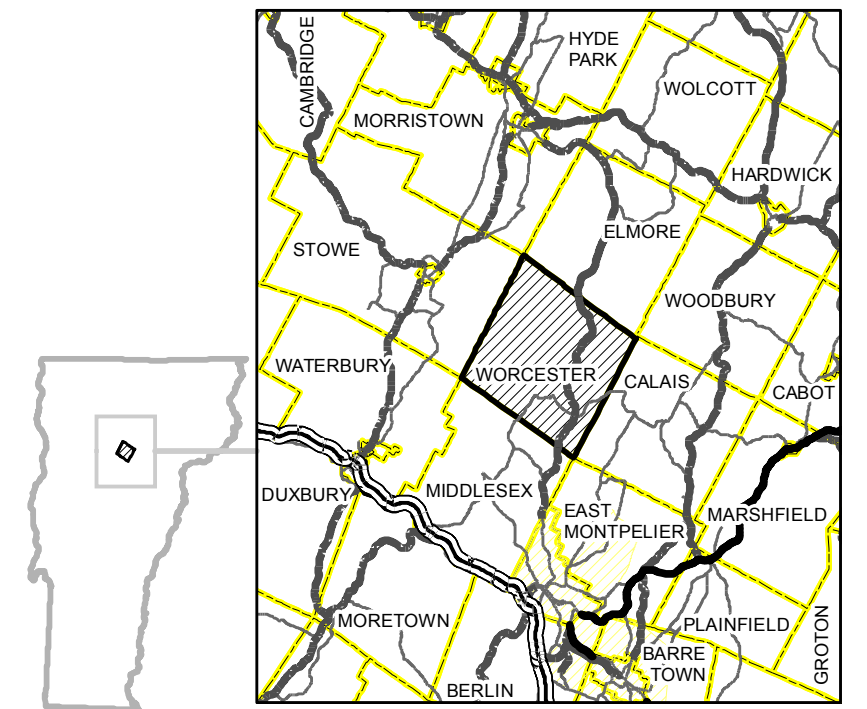 CAMBRIDGE
HYDE
PARK
WOLCOTT
MORRISTOWN
HARDWICK
ELMORE
STOWE
WOODBURY
WATERBURY
WORCESTER
CALAIS
CABOT
DUXBURY
MIDDLESEX
EAST
MONTPELIER
MARSHFIELD
MORETOWN
PLAINFIELD
GROTON
BARRE
TOWN
BERLIN